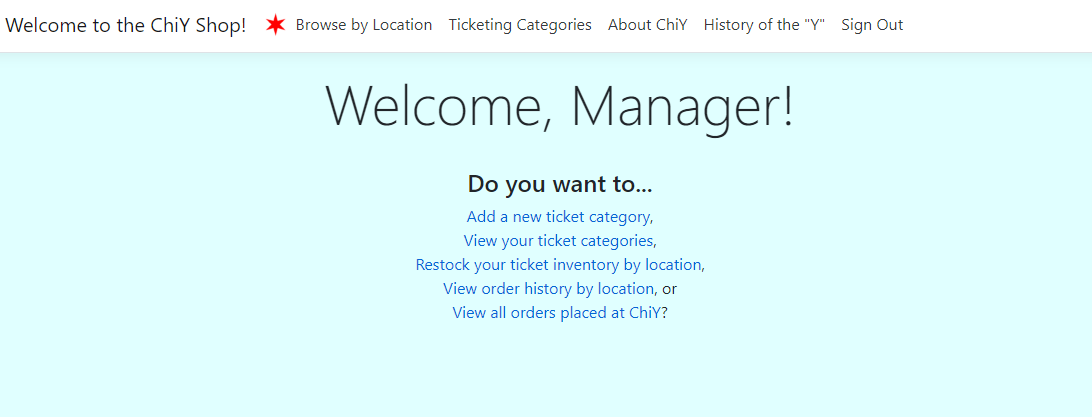 Welcome to the ChiY Shop! Browse by Location Ticketing Categories About ChiY History of the "Y" Sign Out
Welcome, Manager!
Do you want to...
Add a new ticket category,
View your ticket categories,
Restock your ticket inventory by location,
View order history by location, or
View all orders placed at ChiY?